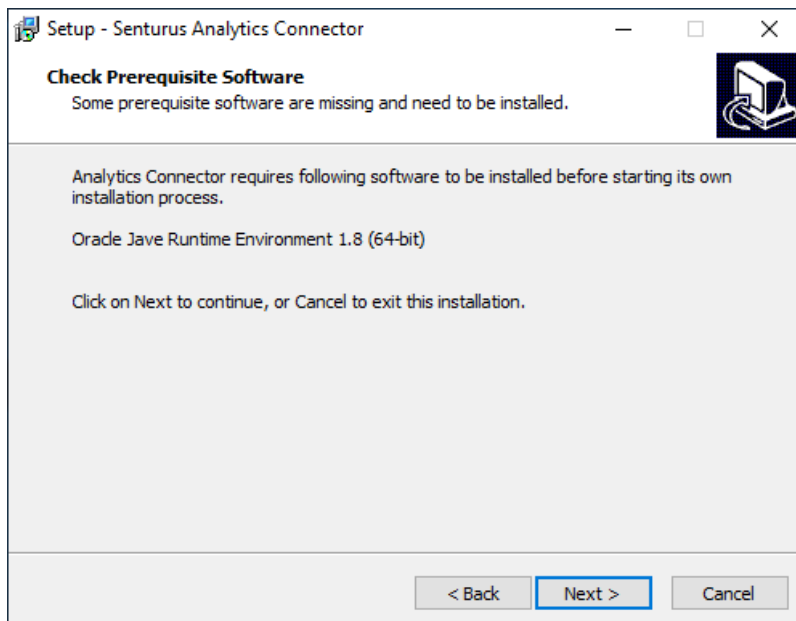 Setup - Senturus Analytics Connector
Check Prerequisite Software
Some prerequisite software are missing and need to be installed.
Analytics Connector requires following software to be installed before starting its own
installation process.
Oracle Jave Runtime Environment 1.8 (64-bit)
Click on Next to continue, or Cancel to exit this installation.
< Back Next > Cancel